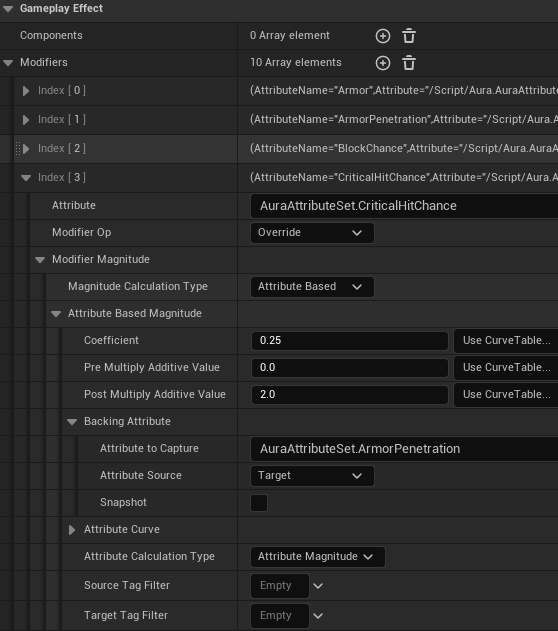 Gameplay Effect
Components 0 Array element
Modifiers 10 Array elements
Index [ 0 ] (AttributeName="Armor",Attribute="/Script/Aura.AuraAttribute
Index [ 1 ] (AttributeName="ArmorPenetration",Attribute="/Script/Aura.A
Index [ 2 ] (AttributeName="BlockChance",Attribute="/Script/Aura.AuraA
Index [ 3 ] (AttributeName="CriticalHitChance",Attribute="/Script/Aura.A
Attribute AuraAttributeSet.CriticalHitChance
Modifier Op Override
Modifier Magnitude
Magnitude Calculation Type Attribute Based
Attribute Based Magnitude
Coefficient 0.25 Use CurveTable...
Pre Multiply Additive Value 0.0 Use CurveTable...
Post Multiply Additive Value 2.0 Use CurveTable...
Backing Attribute
Attribute to Capture AuraAttributeSet.ArmorPenetration
Attribute Source Target
Snapshot
Attribute Curve
Attribute Calculation Type Attribute Magnitude
Source Tag Filter Empty
Target Tag Filter Empty